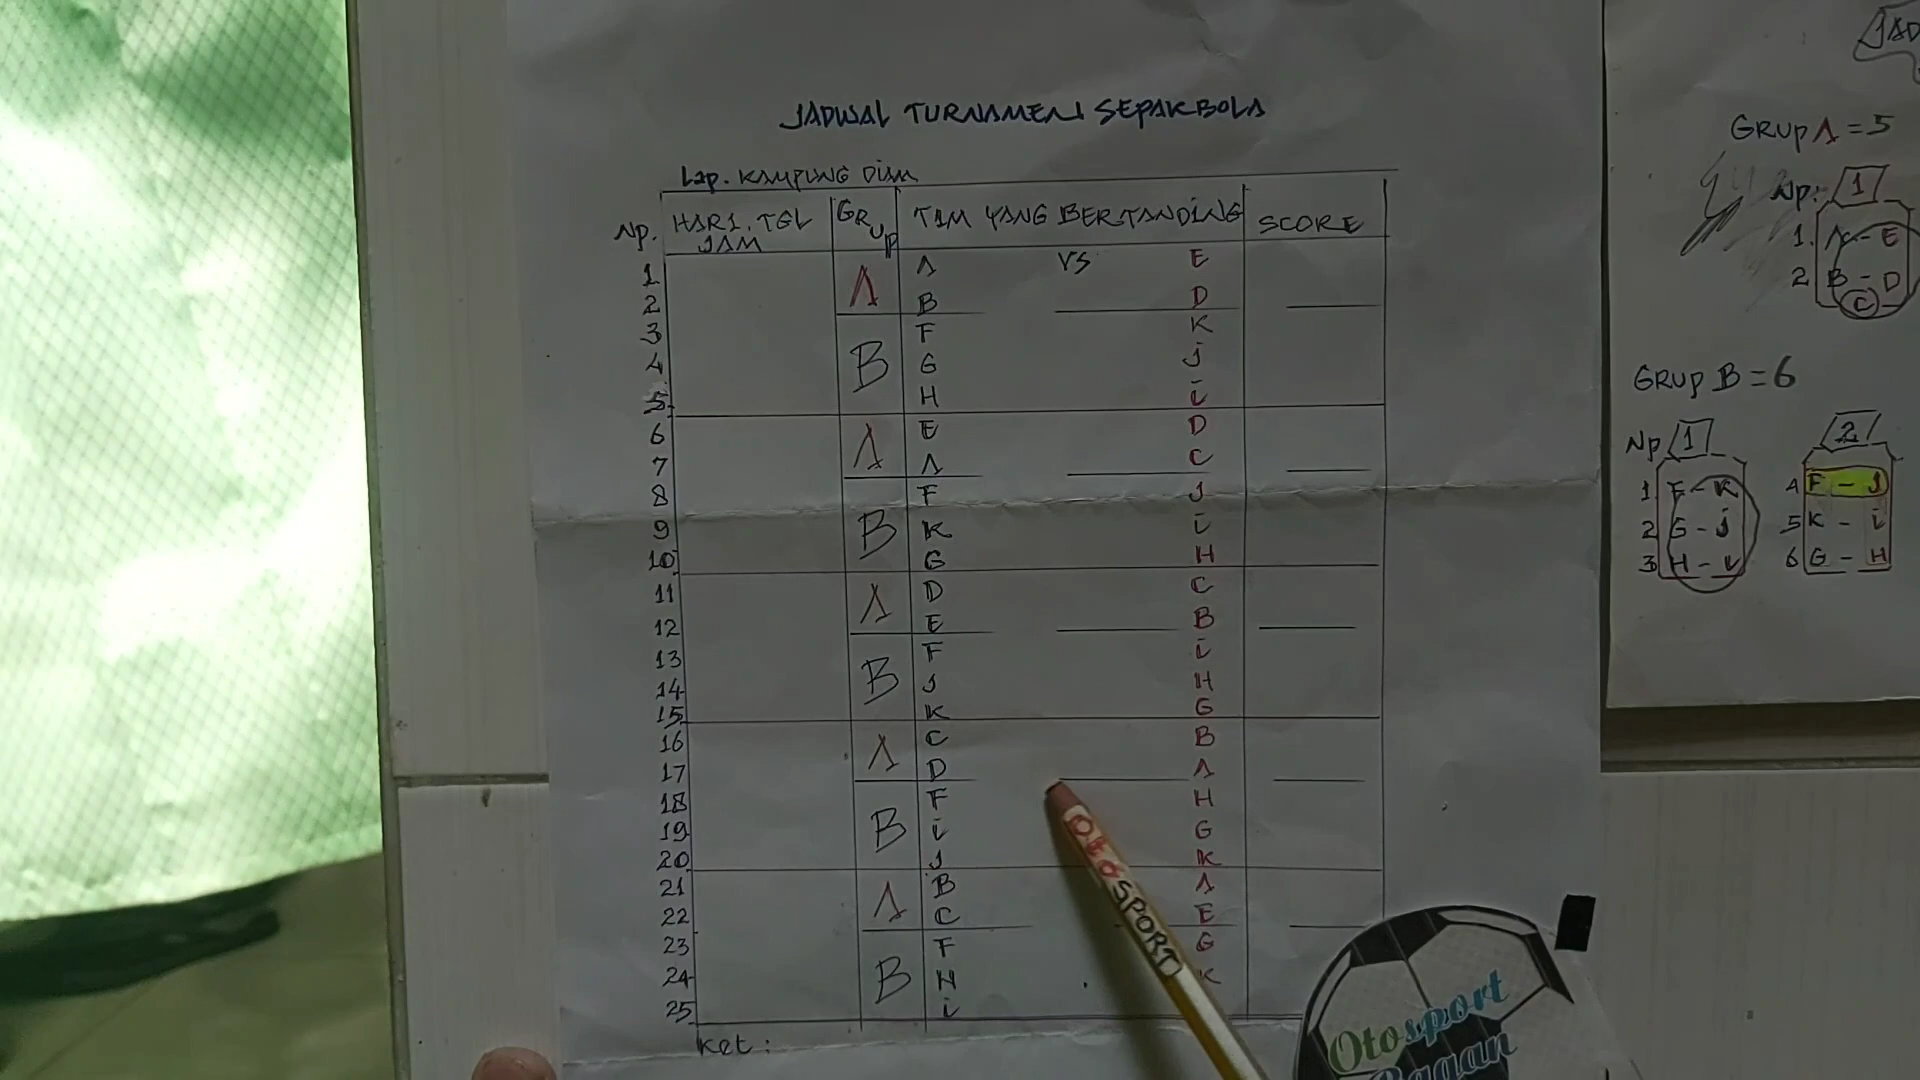 JADWAL TURNAMEN SEPAKBOLA
Lap. KAMPUNG DIAM
No. HARI. TGL JAM GRUP TIM YANG BERTANDING SCORE
1 A A VS E
2 B D
3 B F K
4 G J
5 H i
6 A E D
7 A C
8 B F J
9 K i
10 G H
11 A D C
12 E B
13 B F i
14 J H
15 K G
16 A C B
17 D A
18 B F H
19 i G
20 J K
21 A B A
22 C E
23 B F G
24 H K
25 i
Ket :
OTOSPORT
Otosport
Bagan
JAD
GRUP A = 5
No: 1
1. A - E
2 B - D
C
GRUP B = 6
No 1
1 F - K
2 G - J
3 H - i
2
4 F - J
5 K - i
6 G - H